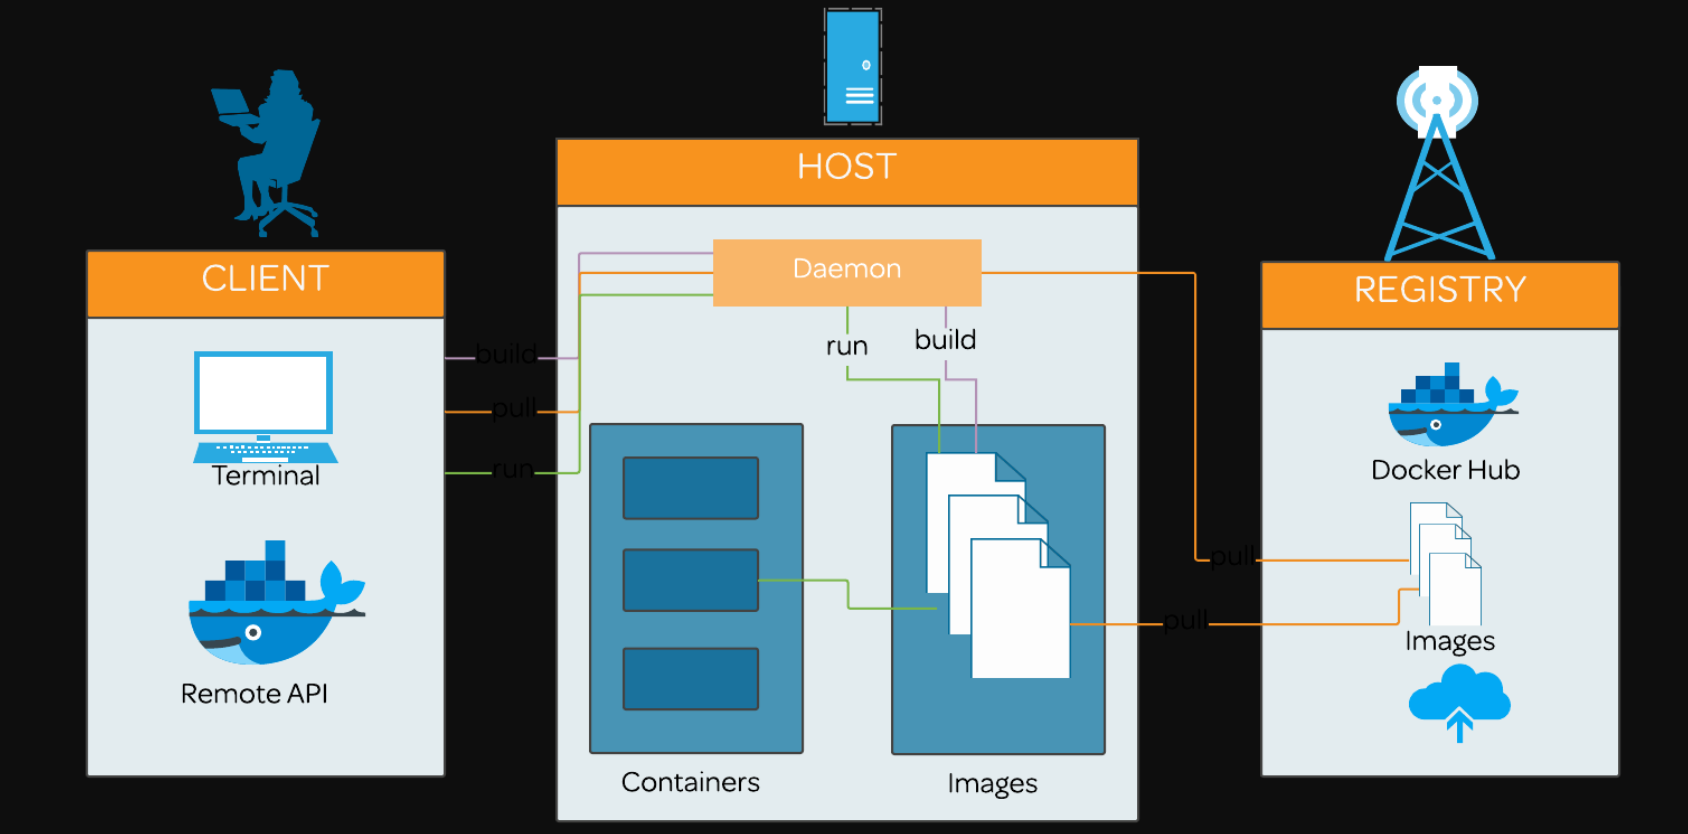 HOST
CLIENT
Daemon
REGISTRY
run
build
build
pull
run
Terminal
Docker Hub
pull
pull
Images
Remote API
Containers
Images